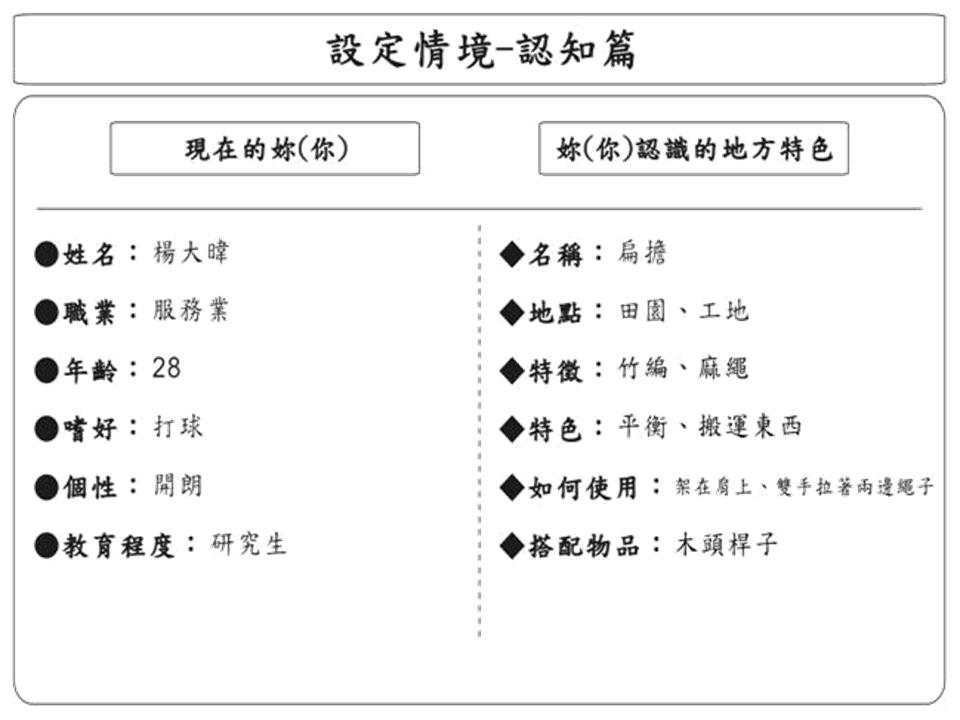 設定情境-認知篇
現在的妳(你)
●姓名：楊大暐
●職業：服務業
●年齡：28
●嗜好：打球
●個性：開朗
●教育程度：研究生
妳(你)認識的地方特色
◆名稱：扁擔
◆地點：田園、工地
◆特徵：竹編、麻繩
◆特色：平衡、搬運東西
◆如何使用：架在肩上、雙手拉著兩邊繩子
◆搭配物品：木頭桿子